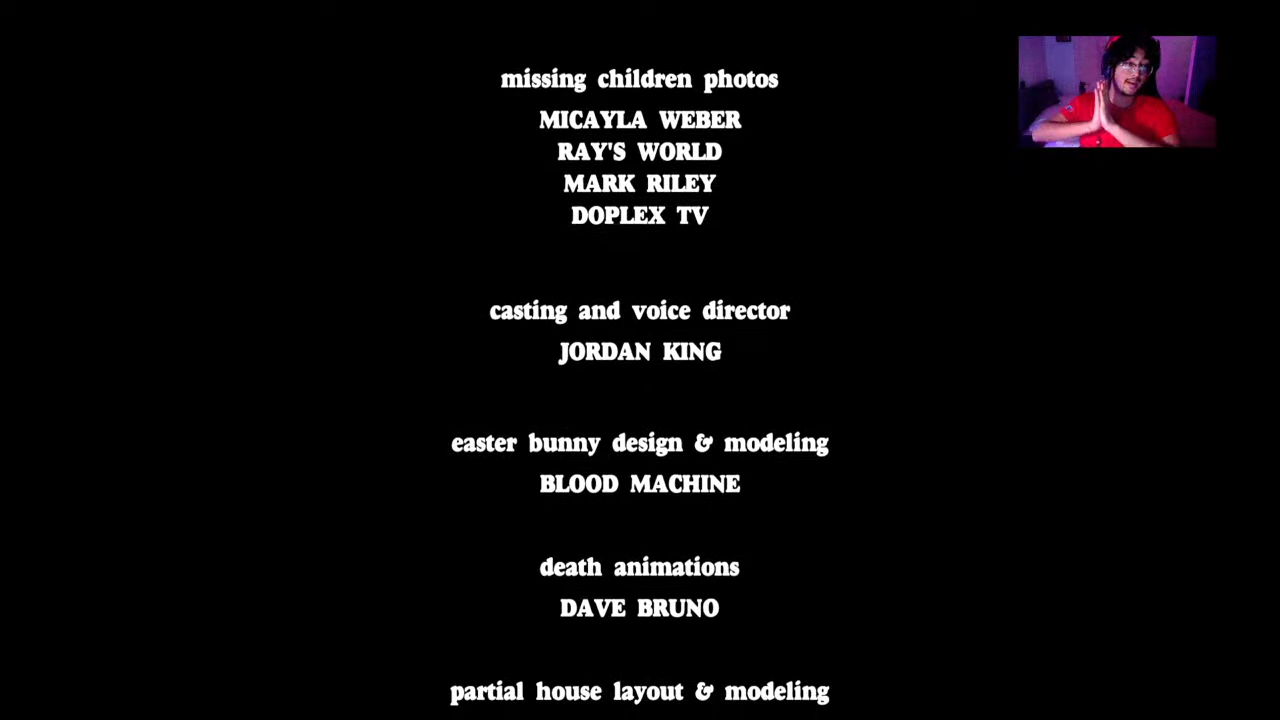 missing children photos
MICAYLA WEBER
RAY'S WORLD
MARK RILEY
DOPLEX TV
casting and voice director
JORDAN KING
easter bunny design & modeling
BLOOD MACHINE
death animations
DAVE BRUNO
partial house layout & modeling